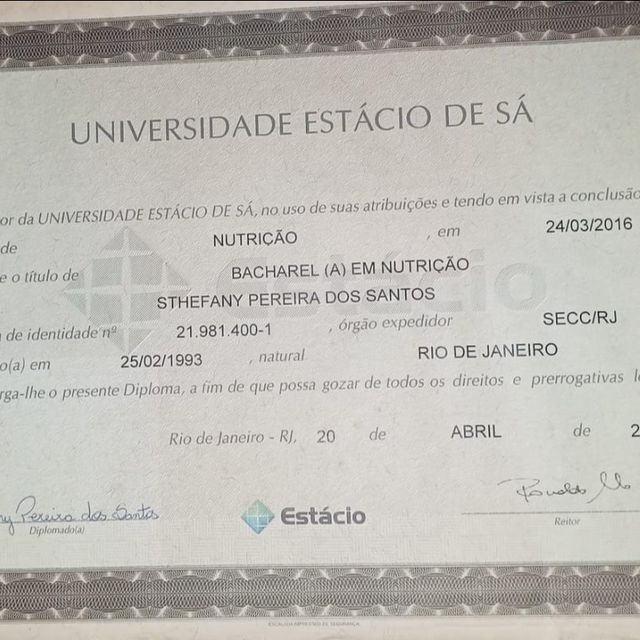 UNIVERSIDADE ESTÁCIO DE SÁ
or da UNIVERSIDADE ESTÁCIO DE SÁ, no uso de suas atribuições e tendo em vista a conclusão
de NUTRIÇÃO , em 24/03/2016
e o título de BACHAREL (A) EM NUTRIÇÃO
STHEFANY PEREIRA DOS SANTOS
de identidade nº 21.981.400-1 , órgão expedidor SECC/RJ
o(a) em 25/02/1993 , natural RIO DE JANEIRO
rga-lhe o presente Diploma, a fim de que possa gozar de todos os direitos e prerrogativas le
Rio de Janeiro - RJ, 20 de ABRIL de 2
ny Pereira dos Santos
Diplomado(a)
Estácio
Reitor